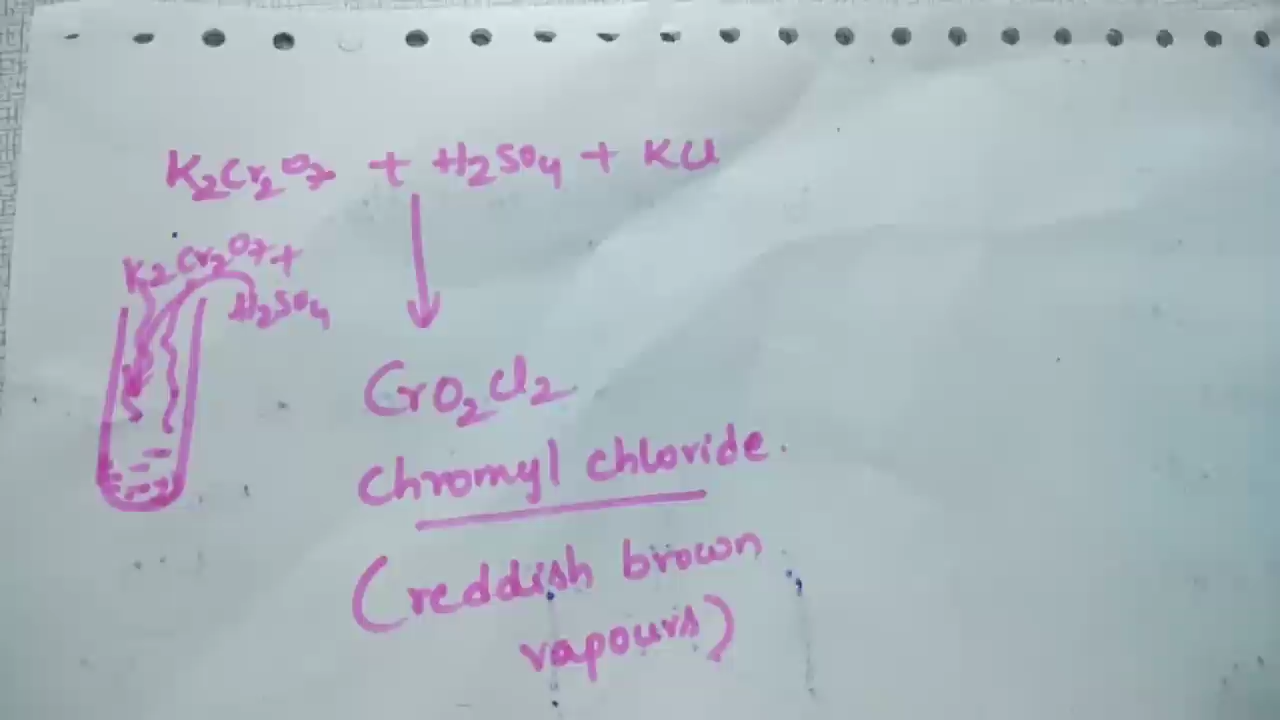 K₂Cr₂O₇ + H₂SO₄ + KCl
K₂Cr₂O₇ +
H₂SO₄
CrO₂Cl₂
Chromyl chloride.
(reddish brown
vapours)